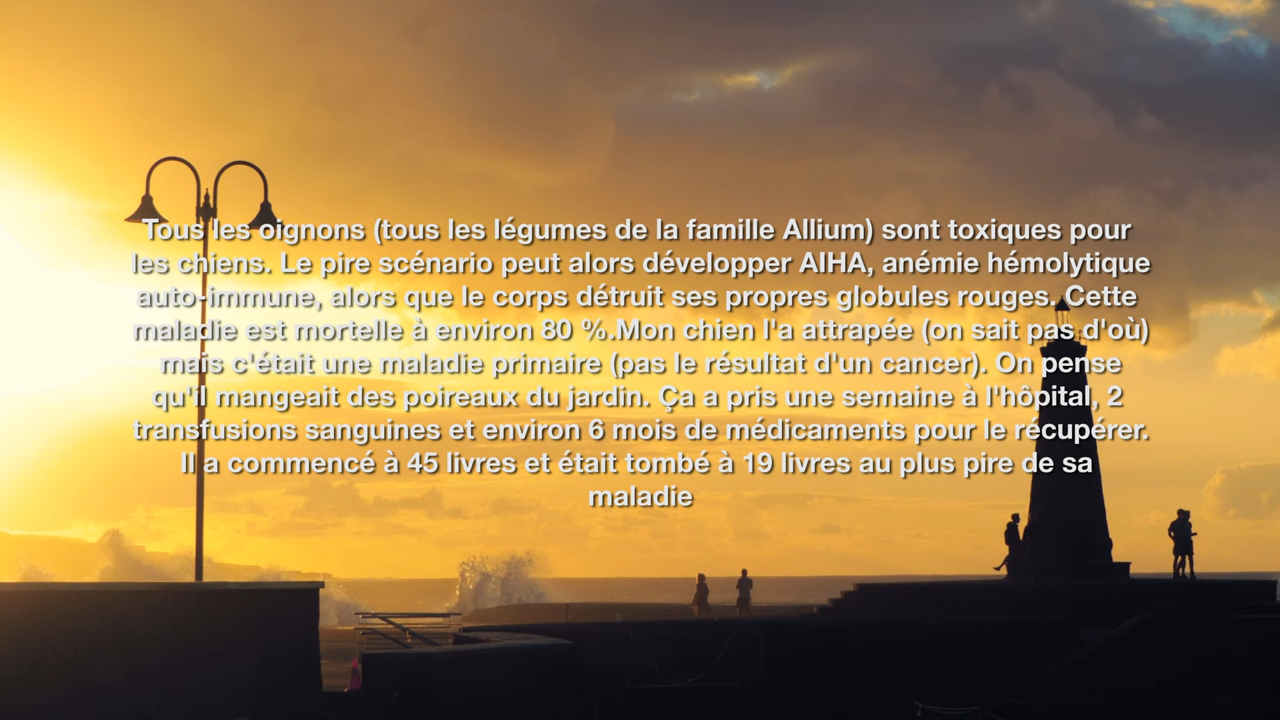 Tous les oignons (tous les légumes de la famille Allium) sont toxiques pour
les chiens. Le pire scénario peut alors développer AIHA, anémie hémolytique
auto-immune, alors que le corps détruit ses propres globules rouges. Cette
maladie est mortelle à environ 80 %.Mon chien l'a attrapée (on sait pas d'où)
mais c'était une maladie primaire (pas le résultat d'un cancer). On pense
qu'il mangeait des poireaux du jardin. Ça a pris une semaine à l'hôpital, 2
transfusions sanguines et environ 6 mois de médicaments pour le récupérer.
Il a commencé à 45 livres et était tombé à 19 livres au plus pire de sa
maladie